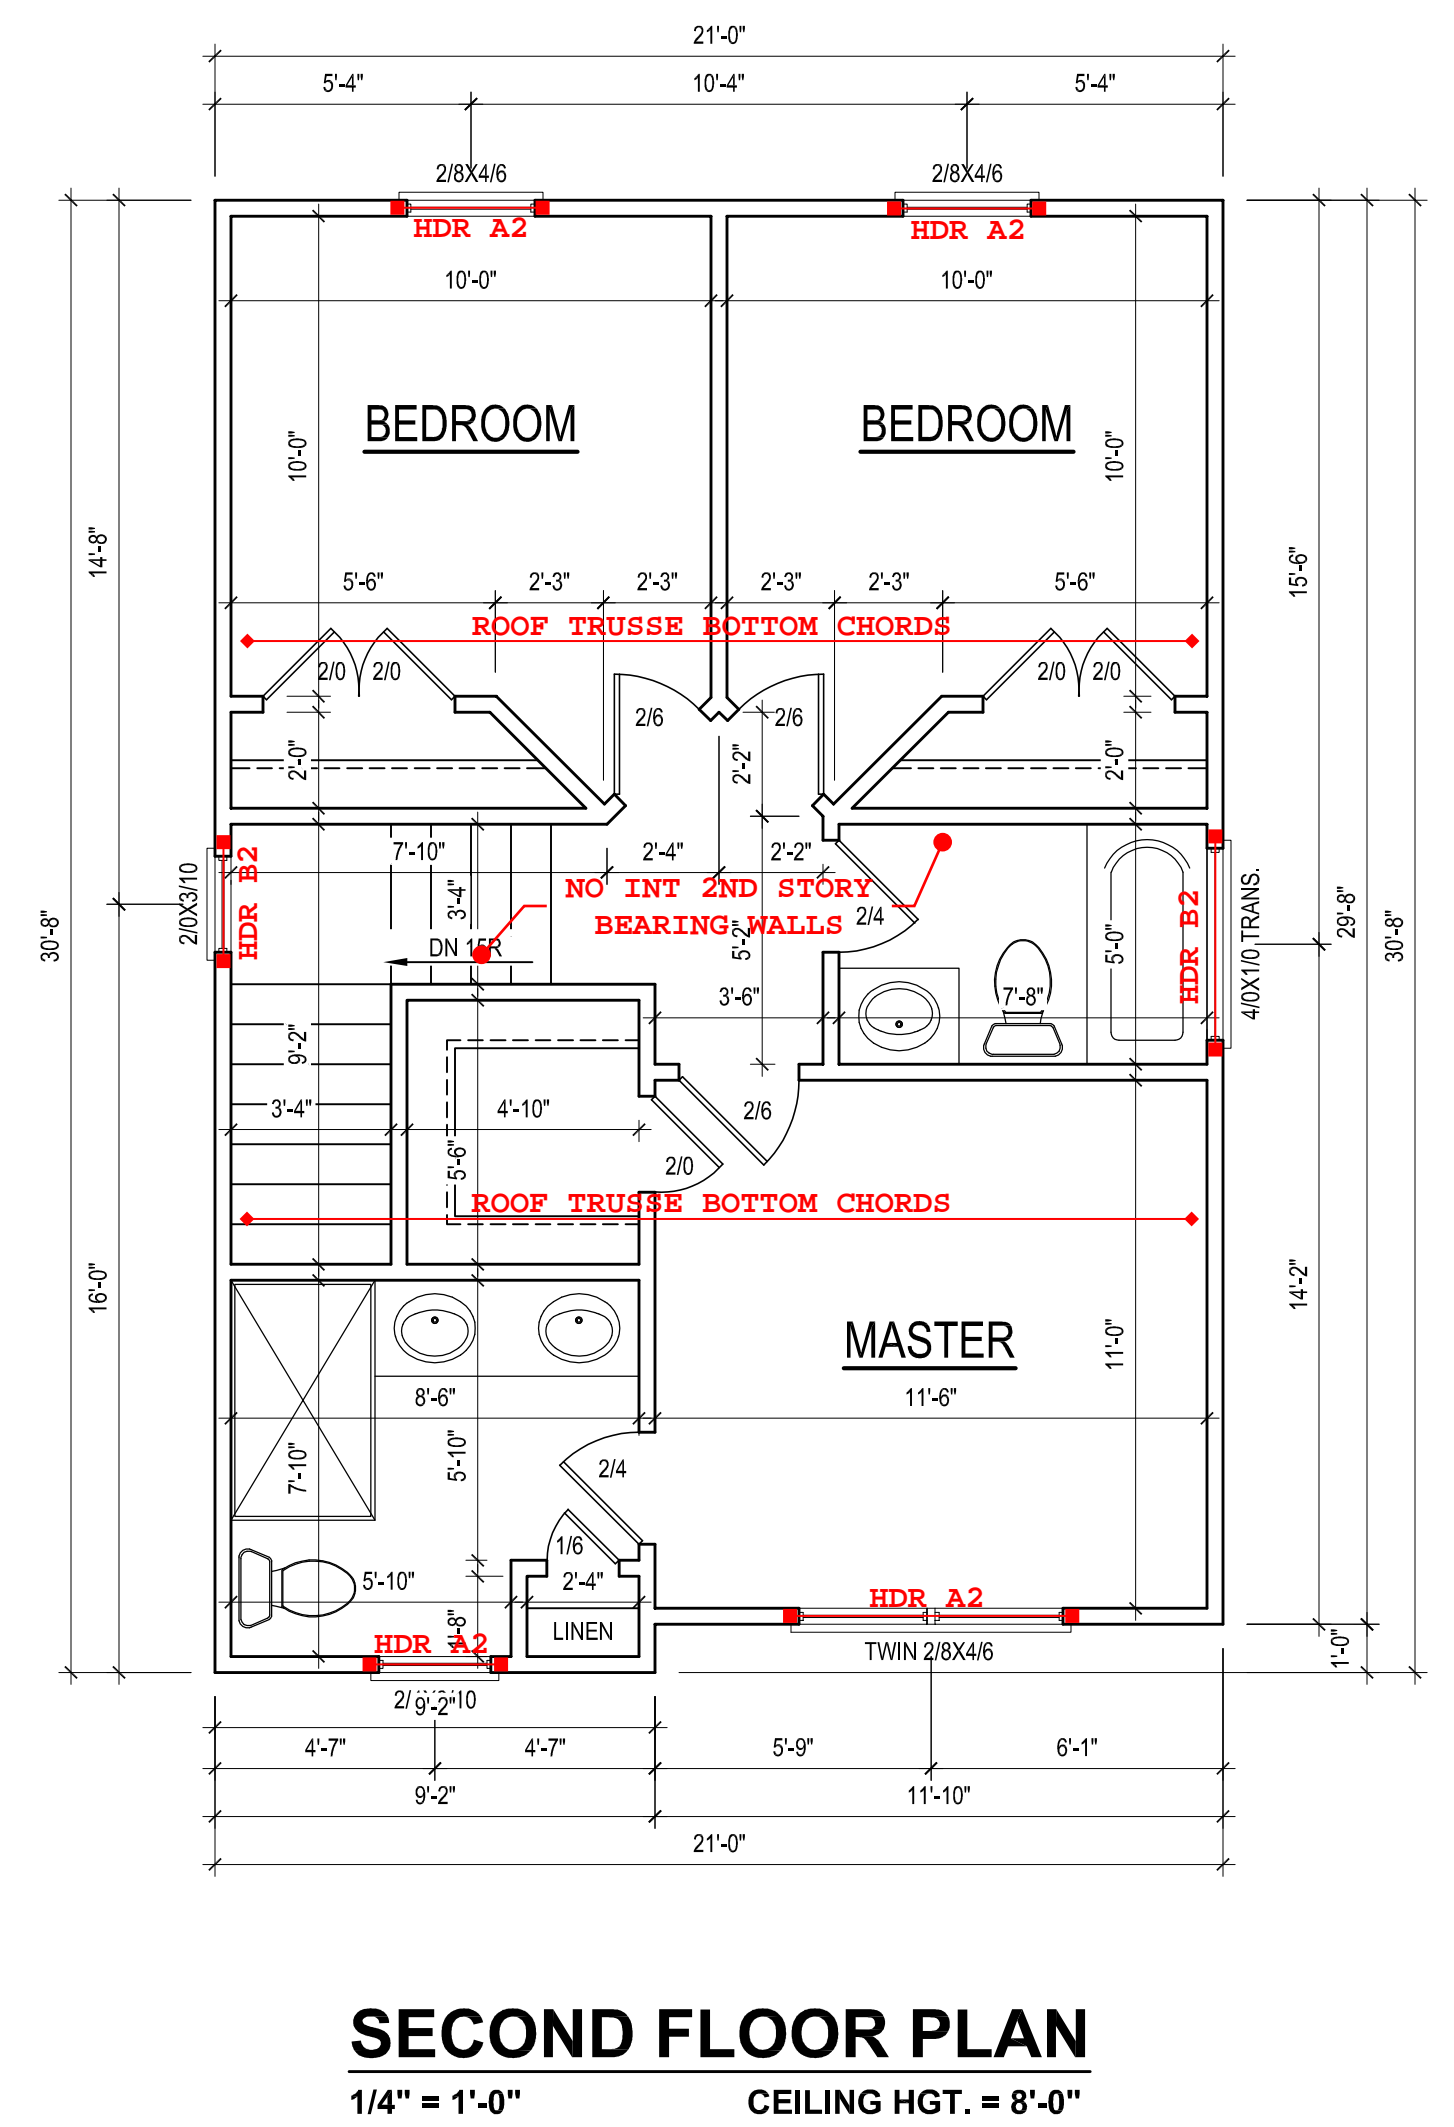 21'-0"
5'-4"
10'-4"
5'-4"
2/8X4/6
2/8X4/6
HDR A2
HDR A2
10'-0"
10'-0"
BEDROOM
BEDROOM
10'-0"
10'-0"
14'-8"
15'-6"
5'-6"
2'-3"
2'-3"
2'-3"
2'-3"
5'-6"
ROOF TRUSSE BOTTOM CHORDS
2/0
2/0
2/0
2/0
2/6
2/6
2'-0"
2'-2"
2'-0"
7'-10"
2'-4"
2'-2"
2/0X3/10
HDR B2
3'-4"
NO INT 2ND STORY
BEARING WALLS
2/4
HDR B2
4/0X1/0 TRANS.
30'-8"
29'-8"
30'-8"
DN 15R
5'-2"
5'-0"
3'-6"
7'-8"
9'-2"
3'-4"
4'-10"
2/6
5'-6"
2/0
ROOF TRUSSE BOTTOM CHORDS
16'-0"
14'-2"
MASTER
11'-0"
8'-6"
11'-6"
7'-10"
5'-10"
2/4
1/6
5'-10"
2'-4"
HDR A2
LINEN
HDR A2
TWIN 2/8X4/6
1'-0"
9'-2"
4'-7"
4'-7"
5'-9"
6'-1"
9'-2"
11'-10"
21'-0"
SECOND FLOOR PLAN
1/4" = 1'-0"
CEILING HGT. = 8'-0"